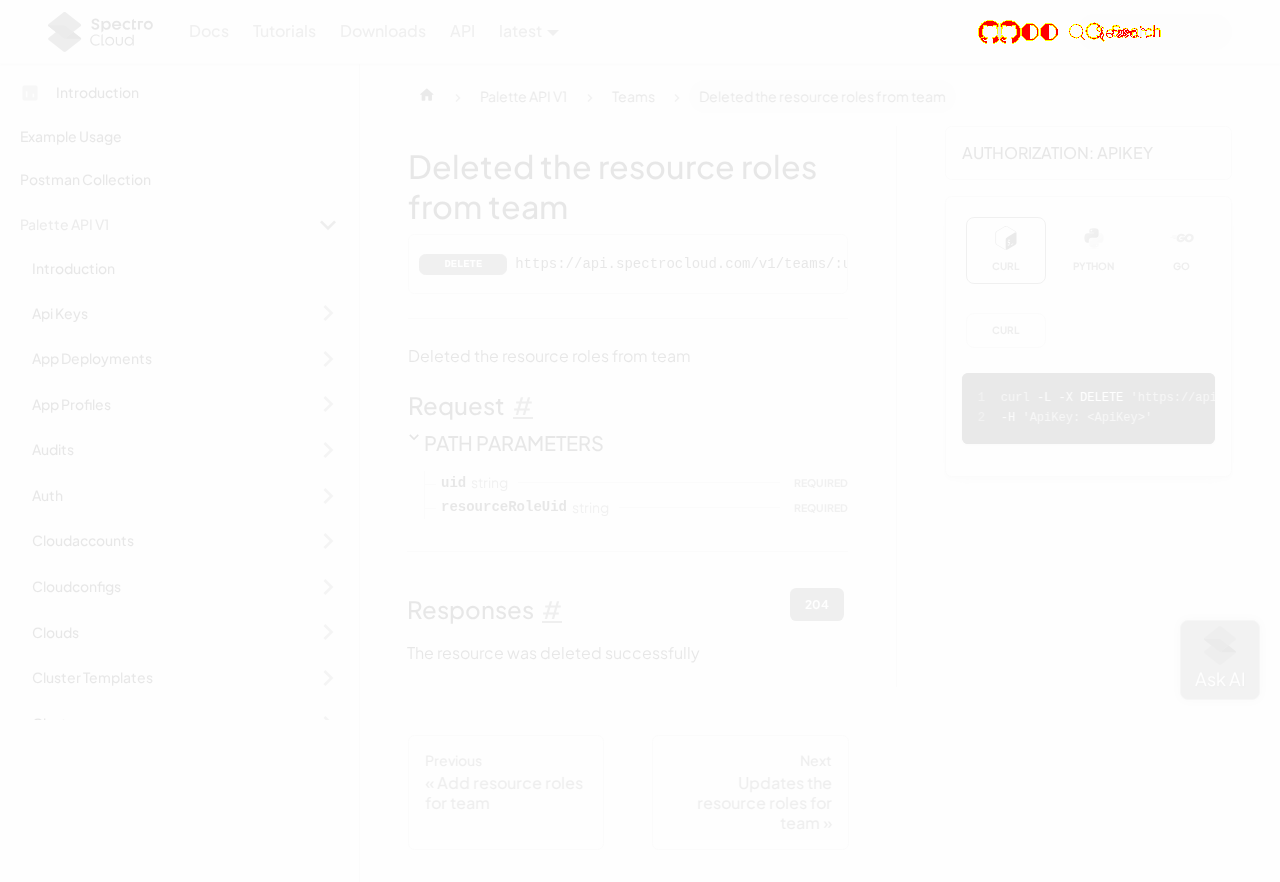 Spectro
Cloud
Docs
Tutorials
Downloads
API
latest
Introduction
Example Usage
Postman Collection
Palette API V1
Introduction
Api Keys
App Deployments
App Profiles
Audits
Auth
Cloudaccounts
Cloudconfigs
Clouds
Cluster Templates
Palette API V1
Teams
Deleted the resource roles from team
Deleted the resource roles
from team
DELETE https://api.spectrocloud.com/v1/teams/:u
Deleted the resource roles from team
Request #
PATH PARAMETERS
uid string REQUIRED
resourceRoleUid string REQUIRED
Responses #
204
The resource was deleted successfully
Previous
« Add resource roles
for team
Next
Updates the
resource roles for
team »
AUTHORIZATION: APIKEY
CURL
PYTHON
GO
CURL
1 curl -L -X DELETE 'https://api
2 -H 'ApiKey: <ApiKey>'
Ask AI